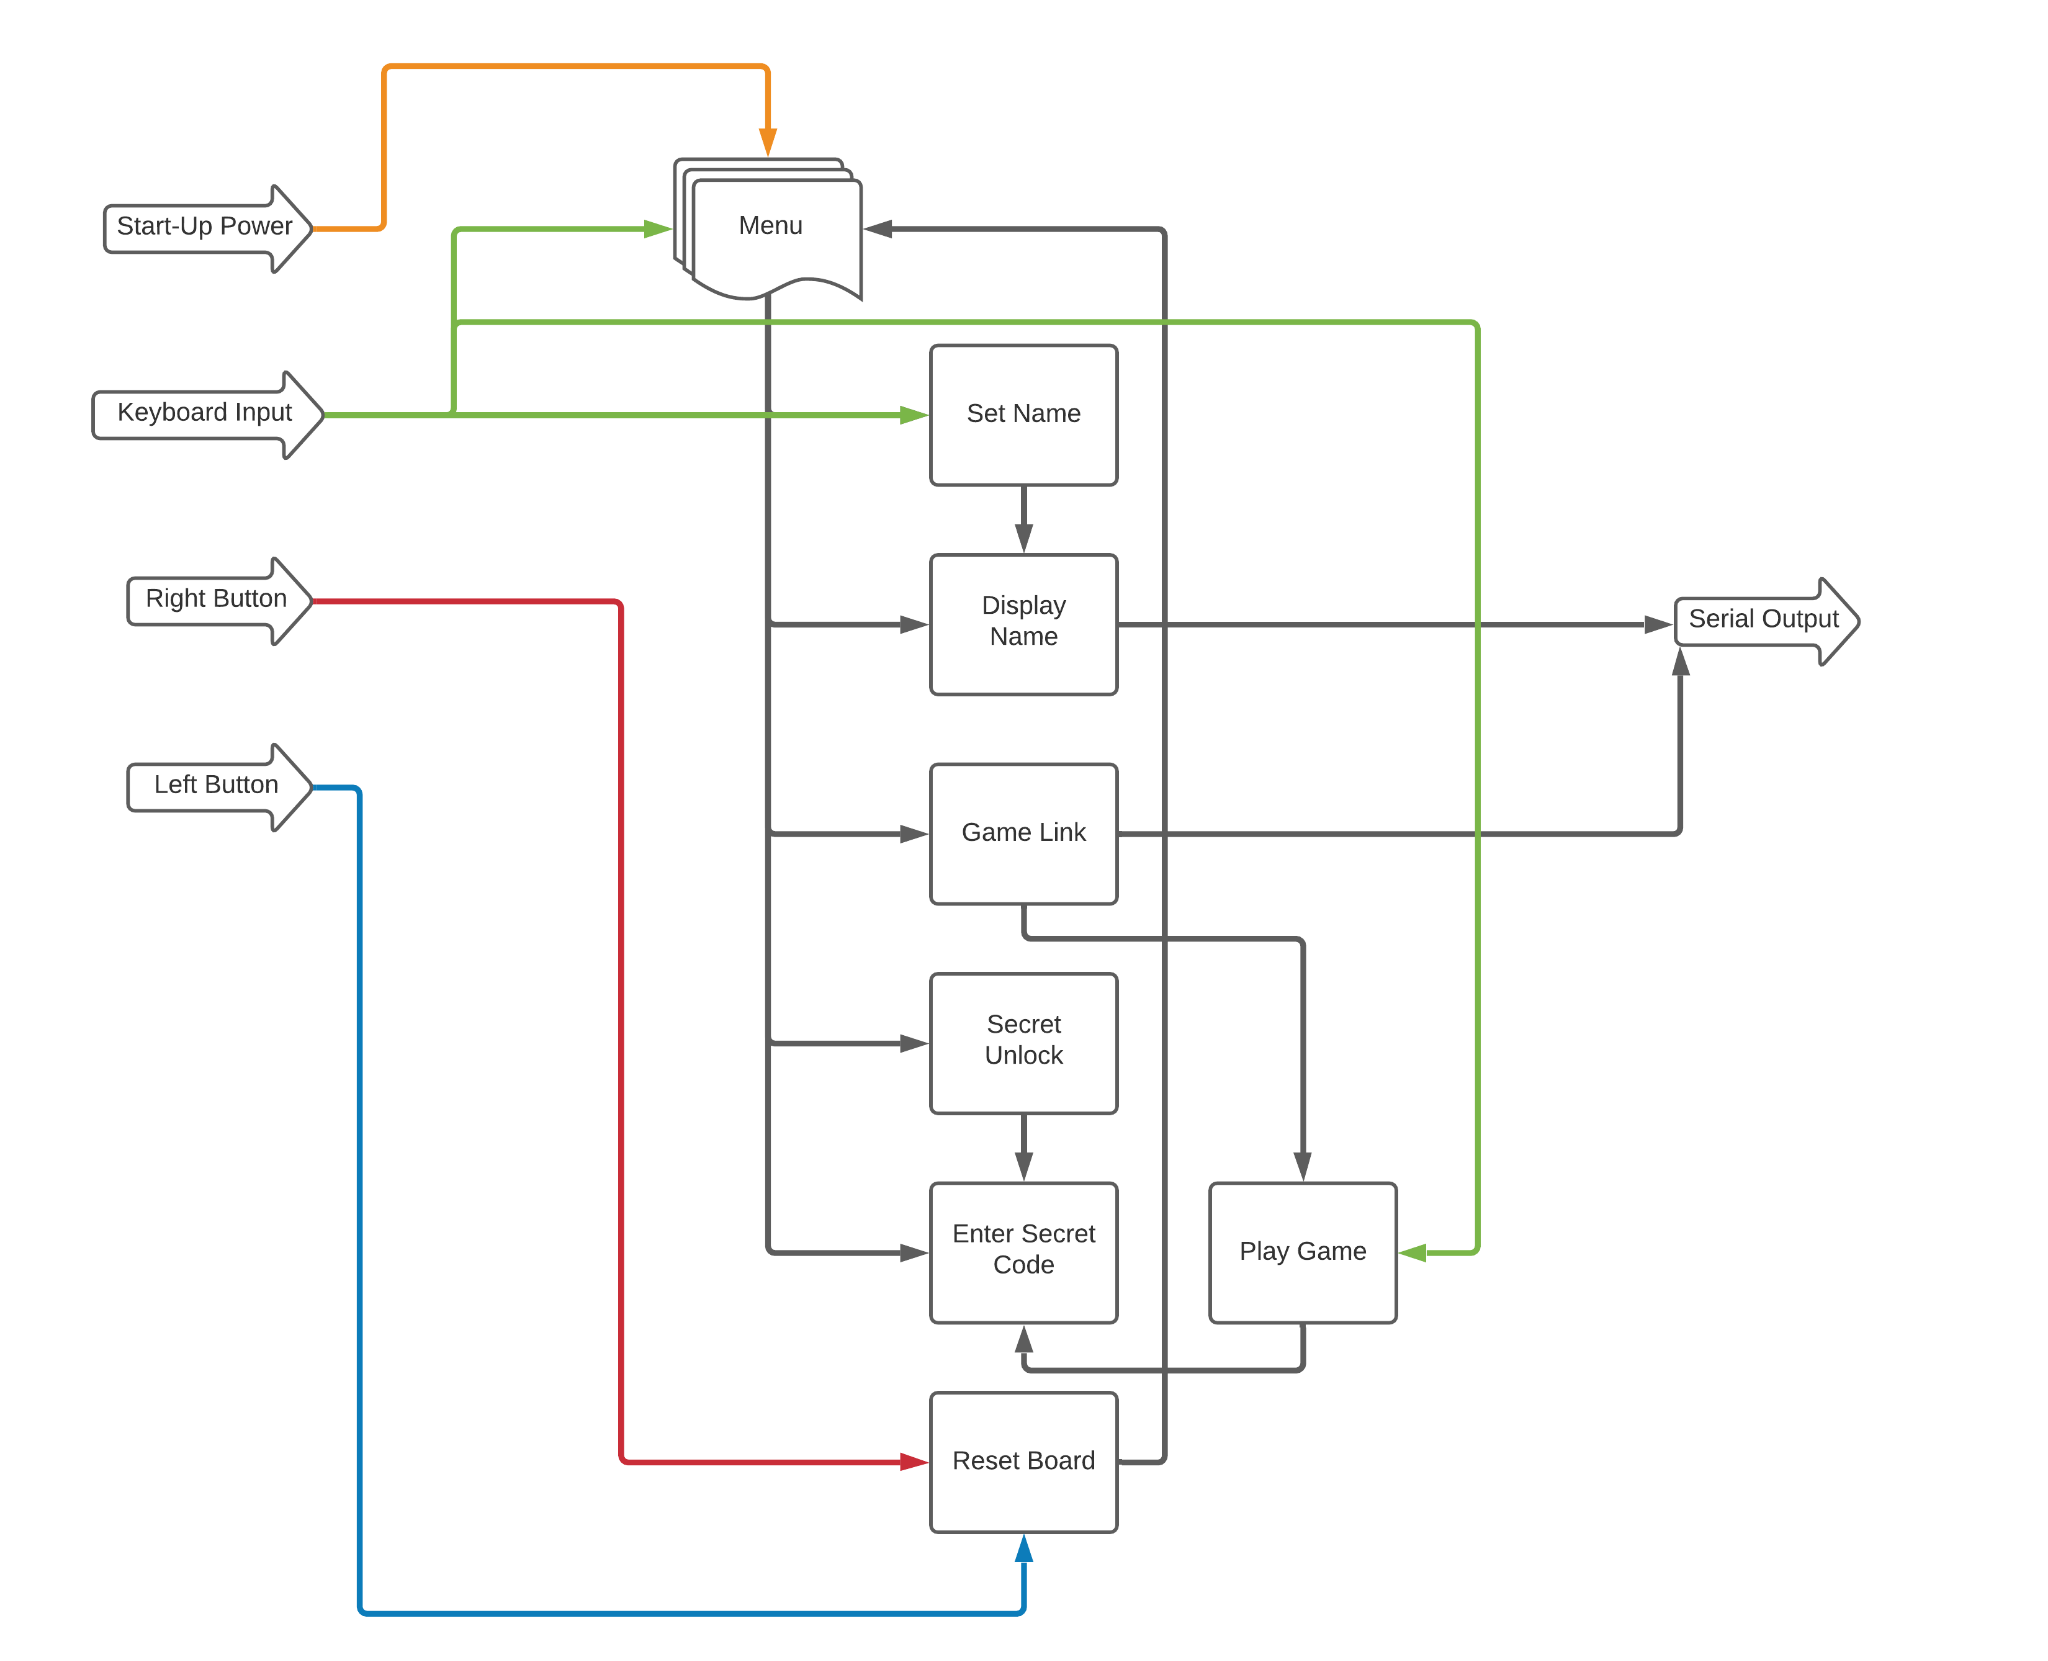 Start-Up Power
Menu
Keyboard Input
Set Name
Right Button
Display
Name
Serial Output
Left Button
Game Link
Secret
Unlock
Enter Secret
Code
Play Game
Reset Board